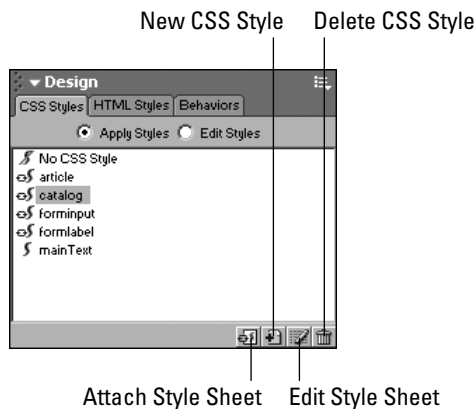 New CSS Style Delete CSS Style
Design
CSS Styles HTML Styles Behaviors
Apply Styles Edit Styles
No CSS Style
article
catalog
forminput
formlabel
mainText
Attach Style Sheet Edit Style Sheet